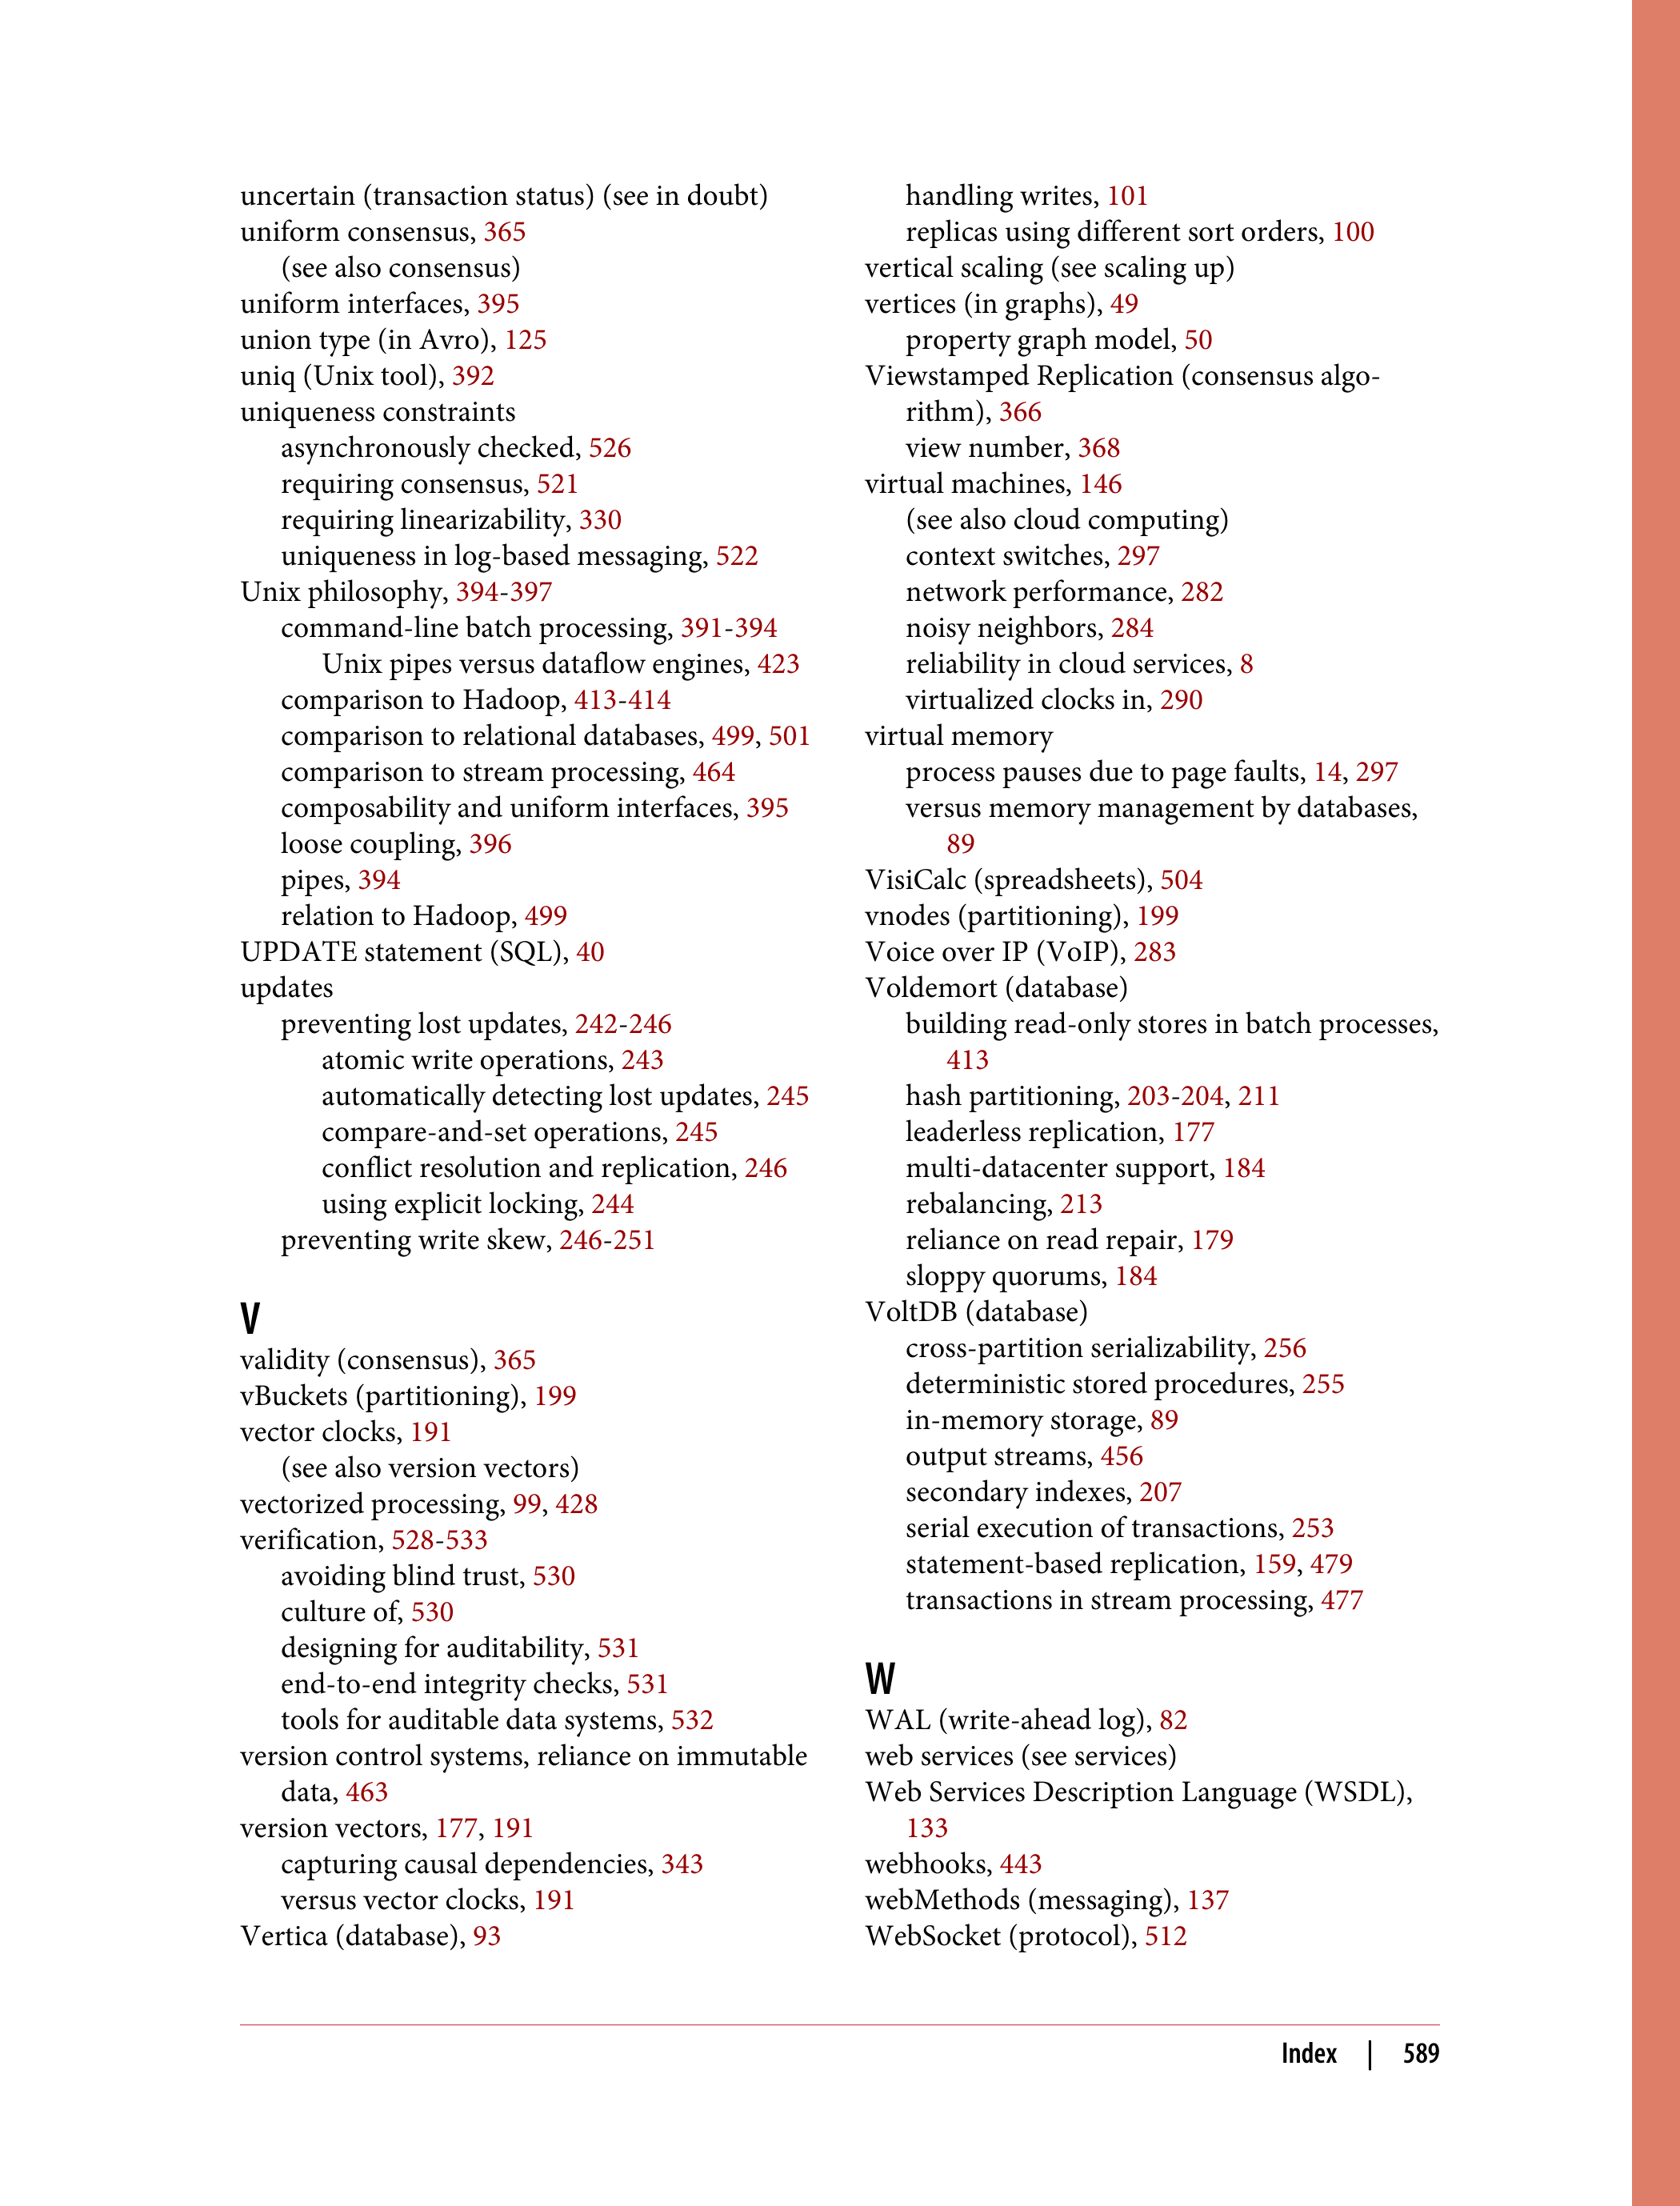 uncertain (transaction status) (see in doubt)
uniform consensus, 365
(see also consensus)
uniform interfaces, 395
union type (in Avro), 125
uniq (Unix tool), 392
uniqueness constraints
asynchronously checked, 526
requiring consensus, 521
requiring linearizability, 330
uniqueness in log-based messaging, 522
Unix philosophy, 394-397
command-line batch processing, 391-394
Unix pipes versus dataflow engines, 423
comparison to Hadoop, 413-414
comparison to relational databases, 499, 501
comparison to stream processing, 464
composability and uniform interfaces, 395
loose coupling, 396
pipes, 394
relation to Hadoop, 499
UPDATE statement (SQL), 40
updates
preventing lost updates, 242-246
atomic write operations, 243
automatically detecting lost updates, 245
compare-and-set operations, 245
conflict resolution and replication, 246
using explicit locking, 244
preventing write skew, 246-251
V
validity (consensus), 365
vBuckets (partitioning), 199
vector clocks, 191
(see also version vectors)
vectorized processing, 99, 428
verification, 528-533
avoiding blind trust, 530
culture of, 530
designing for auditability, 531
end-to-end integrity checks, 531
tools for auditable data systems, 532
version control systems, reliance on immutable
data, 463
version vectors, 177, 191
capturing causal dependencies, 343
versus vector clocks, 191
Vertica (database), 93
handling writes, 101
replicas using different sort orders, 100
vertical scaling (see scaling up)
vertices (in graphs), 49
property graph model, 50
Viewstamped Replication (consensus algo-
rithm), 366
view number, 368
virtual machines, 146
(see also cloud computing)
context switches, 297
network performance, 282
noisy neighbors, 284
reliability in cloud services, 8
virtualized clocks in, 290
virtual memory
process pauses due to page faults, 14, 297
versus memory management by databases,
89
VisiCalc (spreadsheets), 504
vnodes (partitioning), 199
Voice over IP (VoIP), 283
Voldemort (database)
building read-only stores in batch processes,
413
hash partitioning, 203-204, 211
leaderless replication, 177
multi-datacenter support, 184
rebalancing, 213
reliance on read repair, 179
sloppy quorums, 184
VoltDB (database)
cross-partition serializability, 256
deterministic stored procedures, 255
in-memory storage, 89
output streams, 456
secondary indexes, 207
serial execution of transactions, 253
statement-based replication, 159, 479
transactions in stream processing, 477
W
WAL (write-ahead log), 82
web services (see services)
Web Services Description Language (WSDL),
133
webhooks, 443
webMethods (messaging), 137
WebSocket (protocol), 512
Index | 589